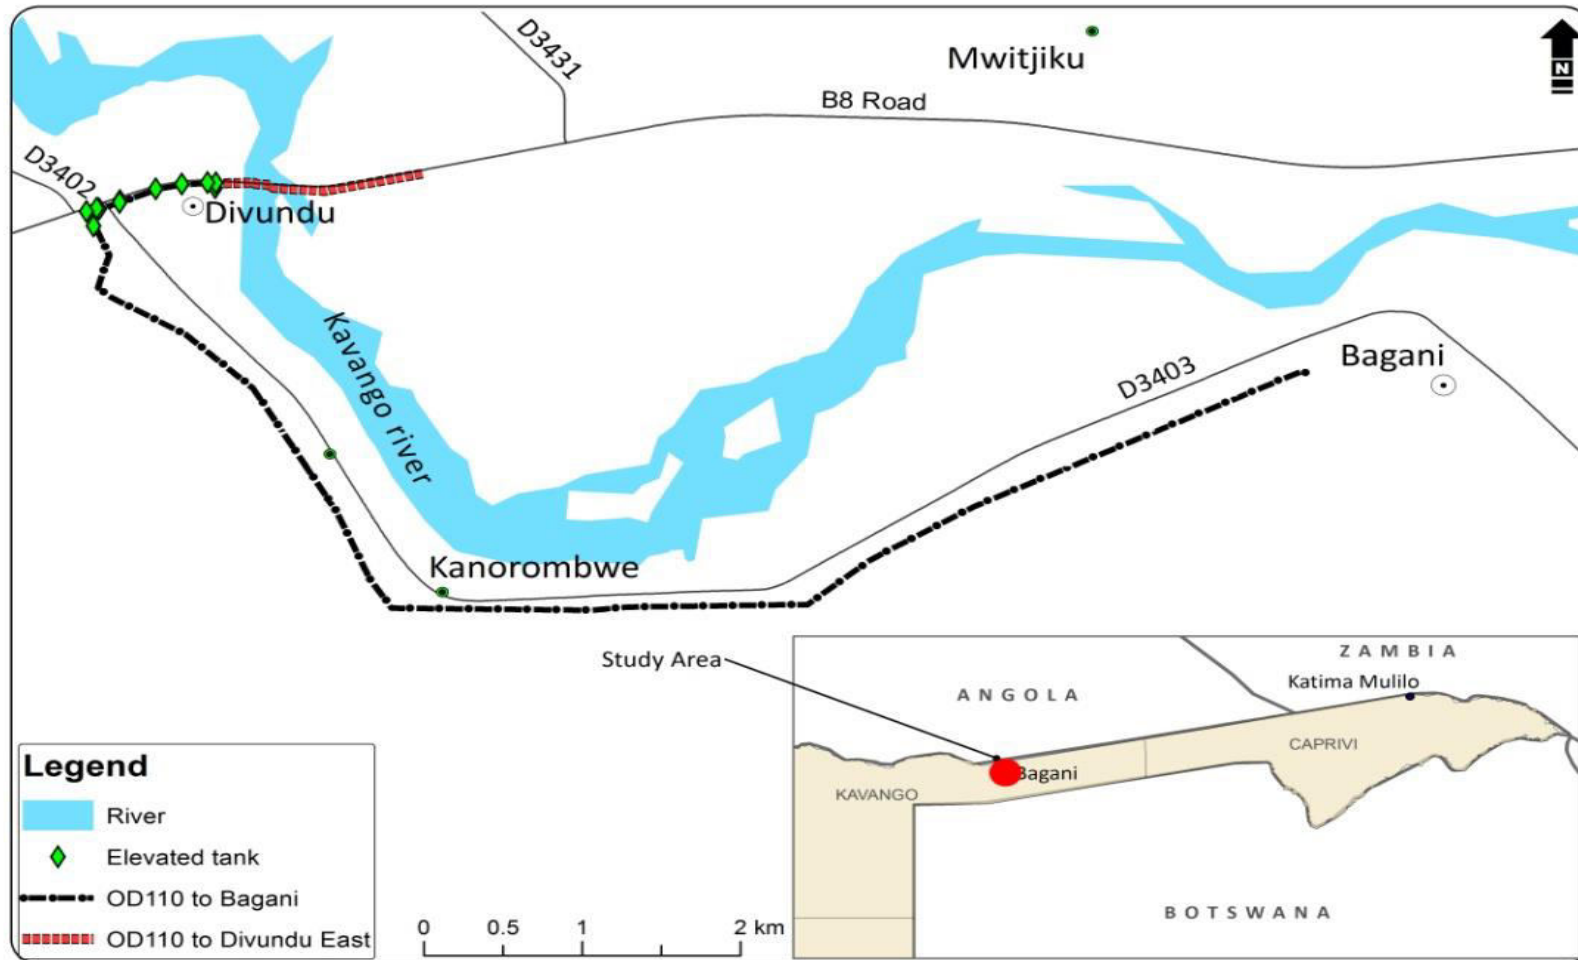 D3431
Mwitjiku
N
B8 Road
D3402
Divundu
Kavango river
D3403
Bagani
Kanorombwe
Study Area
ZAMBIA
Katima Mulilo
ANGOLA
CAPRIVI
Bagani
KAVANGO
BOTSWANA
Legend
River
Elevated tank
OD110 to Bagani
OD110 to Divundu East
0 0.5 1 2 km